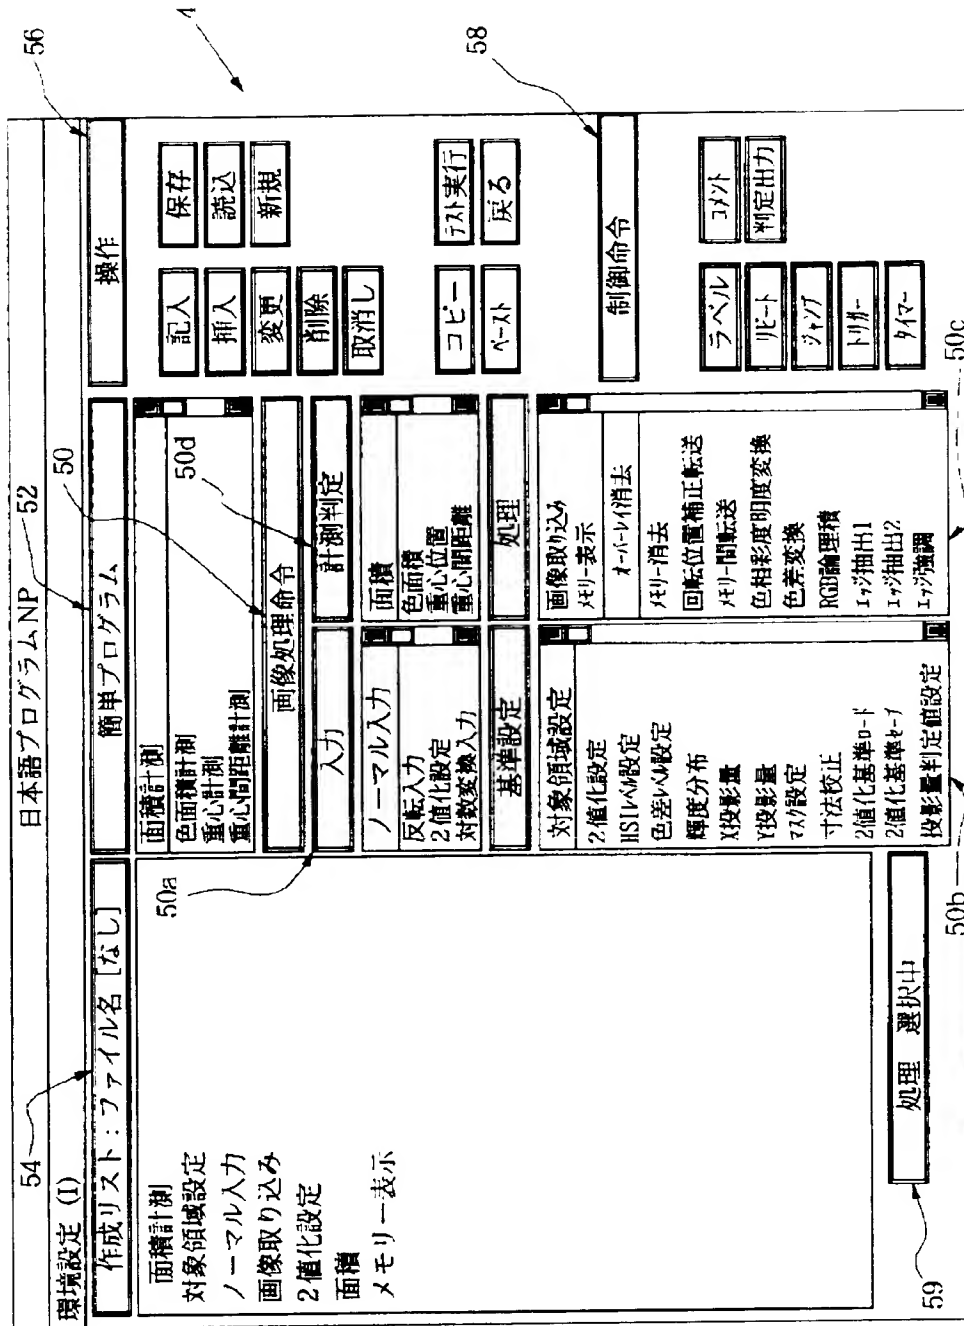 日本語プログラムNP
環境設定 (I)
54
52
50
56
4
作成リスト：ファイル名 [なし]
面積計測
対象領域設定
ノーマル入力
画像取り込み
2値化設定
面積
メモリー表示
処理 選択中
59
簡単プログラム
面積計測
色面積計測
重心計測
重心間距離計測
画像処理命令
50a
50d
入力
ノーマル入力
反転入力
2値化設定
対数変換入力
計測判定
面積
色面積
重心位置
重心間距離
基準設定
対象領域設定
2値化設定
HSIレベル設定
色差レベル設定
輝度分布
X投影量
Y投影量
マスク設定
寸法校正
2値化基準ロード
2値化基準セーブ
投影量判定値設定
50b
処理
画像取り込み
メモリー表示
オーバーレイ消去
メモリー消去
回転位置補正転送
メモリー間転送
色相彩度明度変換
色差変換
RGB論理積
エッジ抽出1
エッジ抽出2
エッジ強調
50c
操作
記入
保存
挿入
読込
変更
新規
削除
取消し
コピー
テスト実行
ペースト
戻る
58
制御命令
ラベル
コメント
リピート
判定出力
ジャンプ
トリガー
タイマー